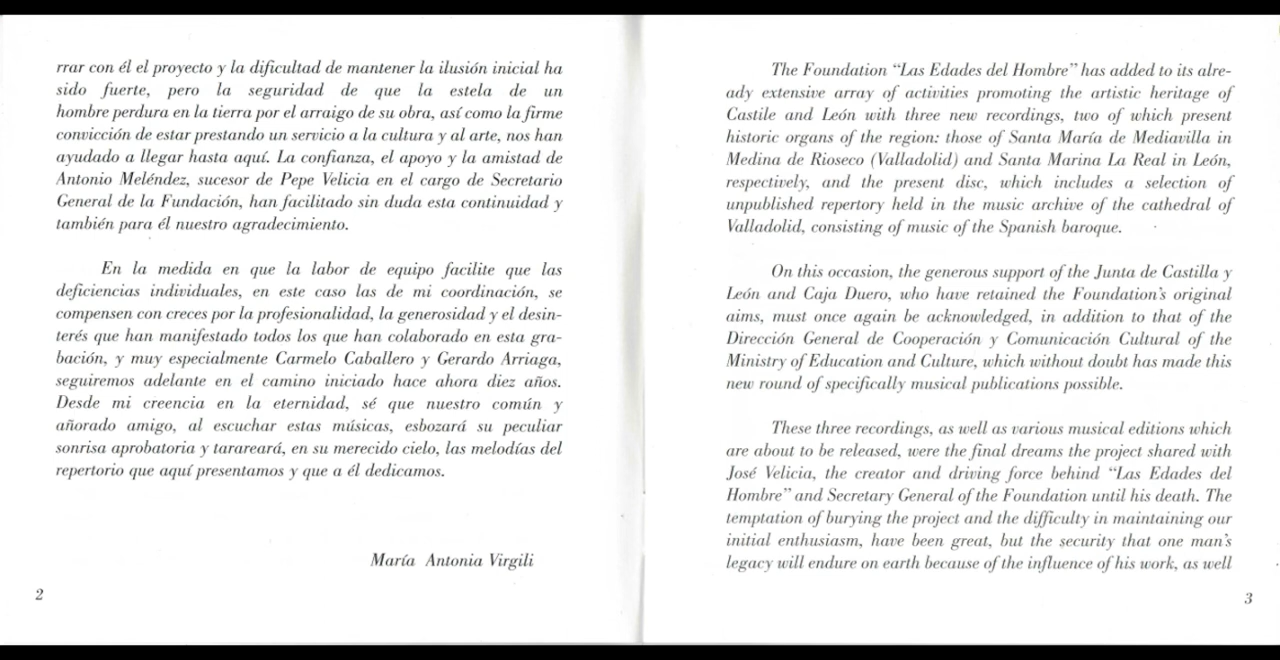 rrar con él el proyecto y la dificultad de mantener la ilusión inicial ha
sido fuerte, pero la seguridad de que la estela de un
hombre perdura en la tierra por el arraigo de su obra, así como la firme
convicción de estar prestando un servicio a la cultura y al arte, nos han
ayudado a llegar hasta aquí. La confianza, el apoyo y la amistad de
Antonio Meléndez, sucesor de Pepe Velicia en el cargo de Secretario
General de la Fundación, han facilitado sin duda esta continuidad y
también para él nuestro agradecimiento.
En la medida en que la labor de equipo facilite que las
deficiencias individuales, en este caso las de mi coordinación, se
compensen con creces por la profesionalidad, la generosidad y el desin-
terés que han manifestado todos los que han colaborado en esta gra-
bación, y muy especialmente Carmelo Caballero y Gerardo Arriaga,
seguiremos adelante en el camino iniciado hace ahora diez años.
Desde mi creencia en la eternidad, sé que nuestro común y
añorado amigo, al escuchar estas músicas, esbozará su peculiar
sonrisa aprobatoria y tarareará, en su merecido cielo, las melodías del
repertorio que aquí presentamos y que a él dedicamos.
María Antonia Virgili
2
The Foundation “Las Edades del Hombre” has added to its alre-
ady extensive array of activities promoting the artistic heritage of
Castile and León with three new recordings, two of which present
historic organs of the region: those of Santa María de Mediavilla in
Medina de Rioseco (Valladolid) and Santa Marina La Real in León,
respectively, and the present disc, which includes a selection of
unpublished repertory held in the music archive of the cathedral of
Valladolid, consisting of music of the Spanish baroque.
On this occasion, the generous support of the Junta de Castilla y
León and Caja Duero, who have retained the Foundation's original
aims, must once again be acknowledged, in addition to that of the
Dirección General de Cooperación y Comunicación Cultural of the
Ministry of Education and Culture, which without doubt has made this
new round of specifically musical publications possible.
These three recordings, as well as various musical editions which
are about to be released, were the final dreams the project shared with
José Velicia, the creator and driving force behind “Las Edades del
Hombre” and Secretary General of the Foundation until his death. The
temptation of burying the project and the difficulty in maintaining our
initial enthusiasm, have been great, but the security that one man's
legacy will endure on earth because of the influence of his work, as well
3